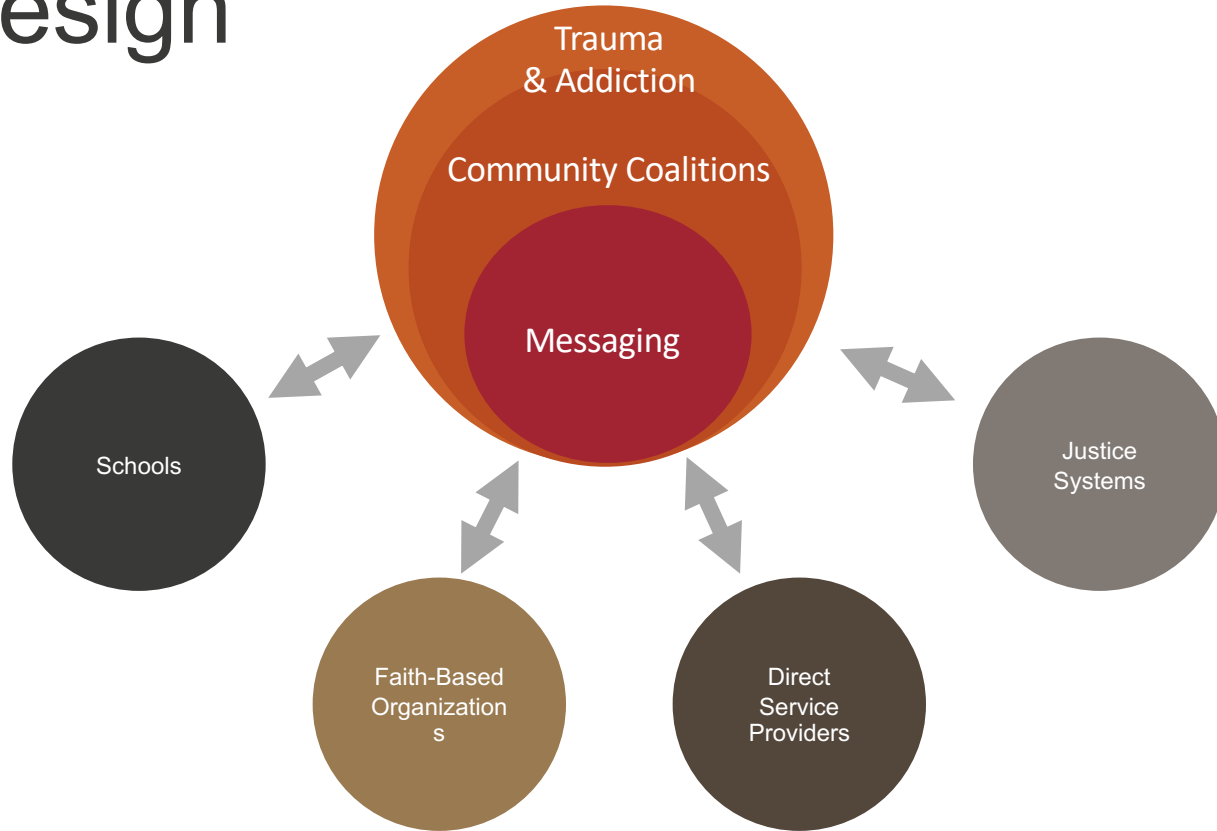 esign
Trauma
& Addiction
Community Coalitions
Messaging
Schools
Justice
Systems
Faith-Based
Organization
s
Direct
Service
Providers